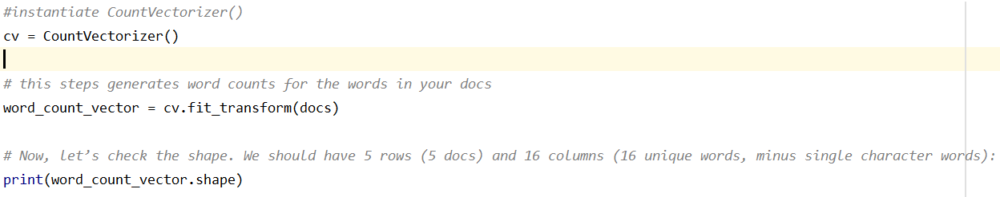 #instantiate CountVectorizer()
cv = CountVectorizer()
# this steps generates word counts for the words in your docs
word_count_vector = cv.fit_transform(docs)
# Now, let’s check the shape. We should have 5 rows (5 docs) and 16 columns (16 unique words, minus single character words):
print(word_count_vector.shape)